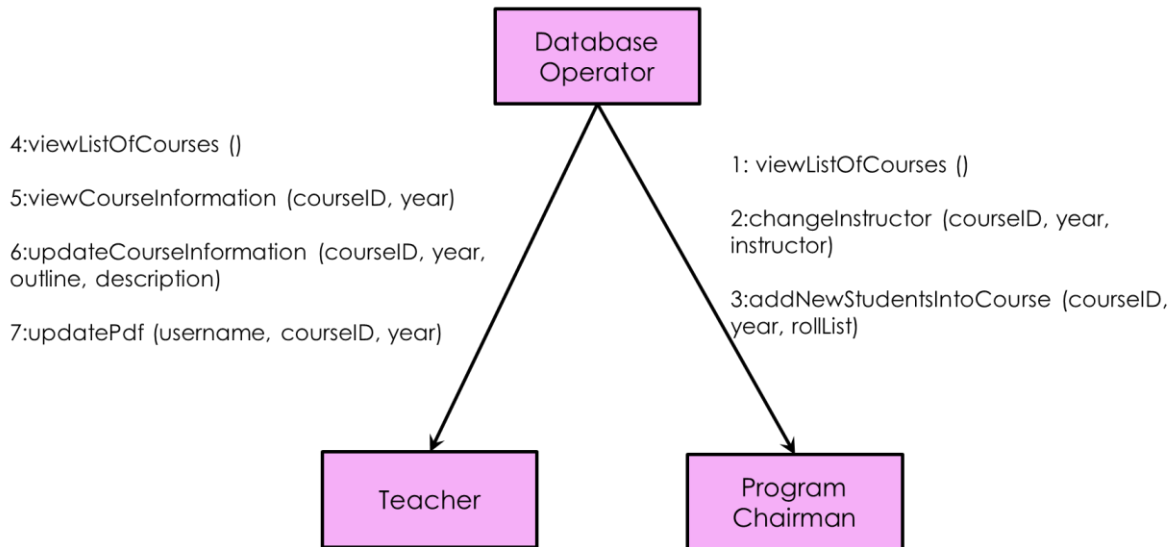 Database
Operator
4:viewListOfCourses ()
5:viewCourseInformation (courseID, year)
6:updateCourseInformation (courseID, year,
outline, description)
7:updatePdf (username, courseID, year)
1: viewListOfCourses ()
2:changeInstructor (courseID, year,
instructor)
3:addNewStudentsIntoCourse (courseID,
year, rollList)
Teacher
Program
Chairman